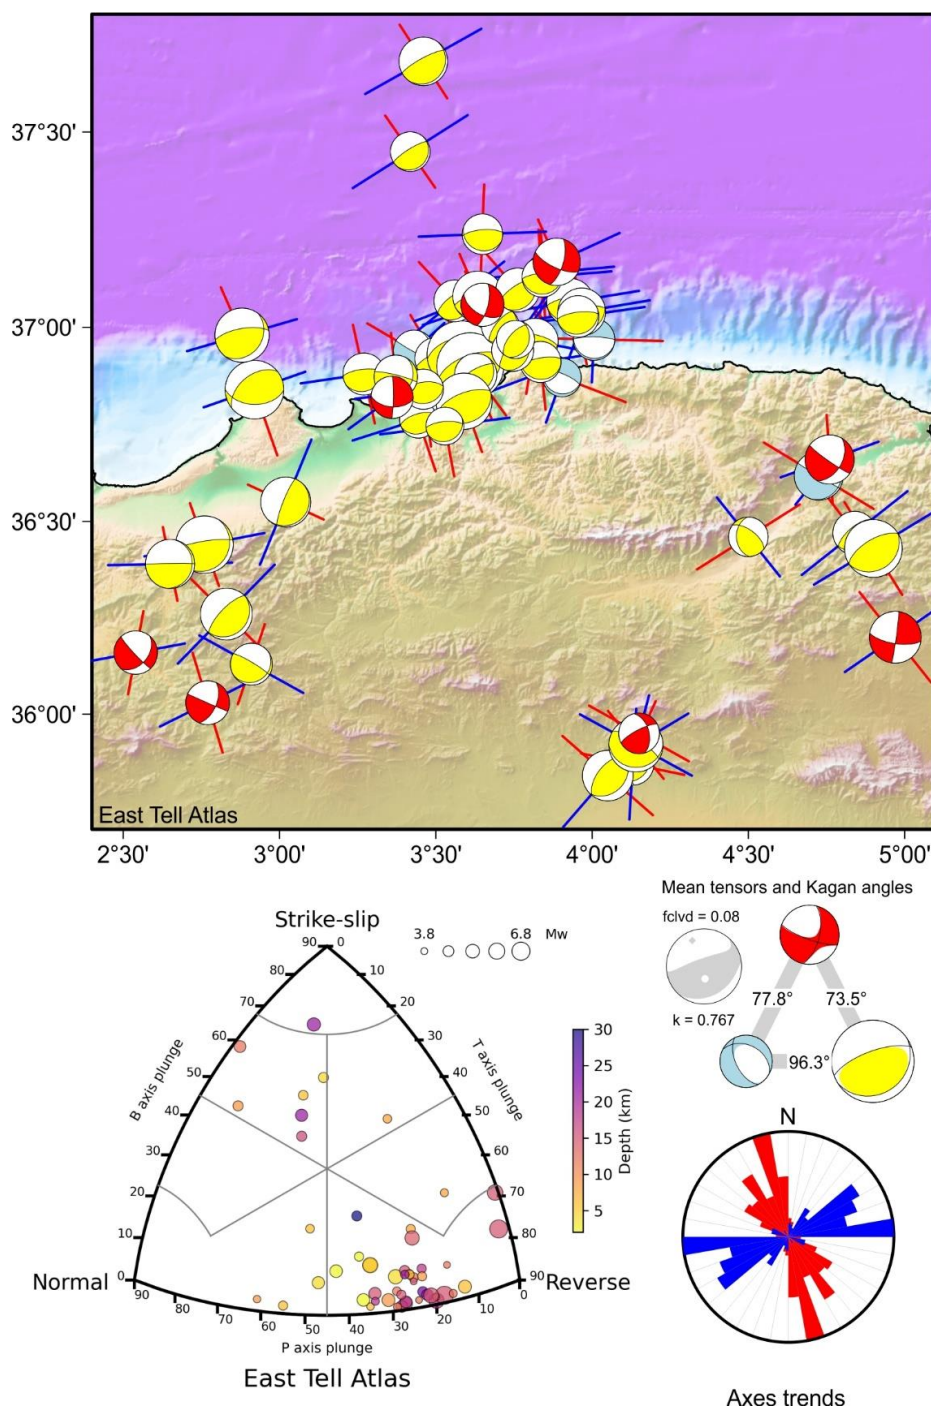 37°30'
37°00'
36°30'
36°00'
East Tell Atlas
2°30' 3°00' 3°30' 4°00' 4°30' 5°00'
Mean tensors and Kagan angles
fclvd = 0.08
77.8° 73.5°
k = 0.767
96.3°
Strike-slip
3.8 6.8 Mw
90 0
80 10
70 20
60 30
50 40
40 50
30 60
20 70
10 80
0 90
B axis plunge
T axis plunge
Normal
Reverse
90 80 70 60 50 40 30 20 10 0
P axis plunge
East Tell Atlas
30
25
20
15
10
5
Depth (km)
N
Axes trends